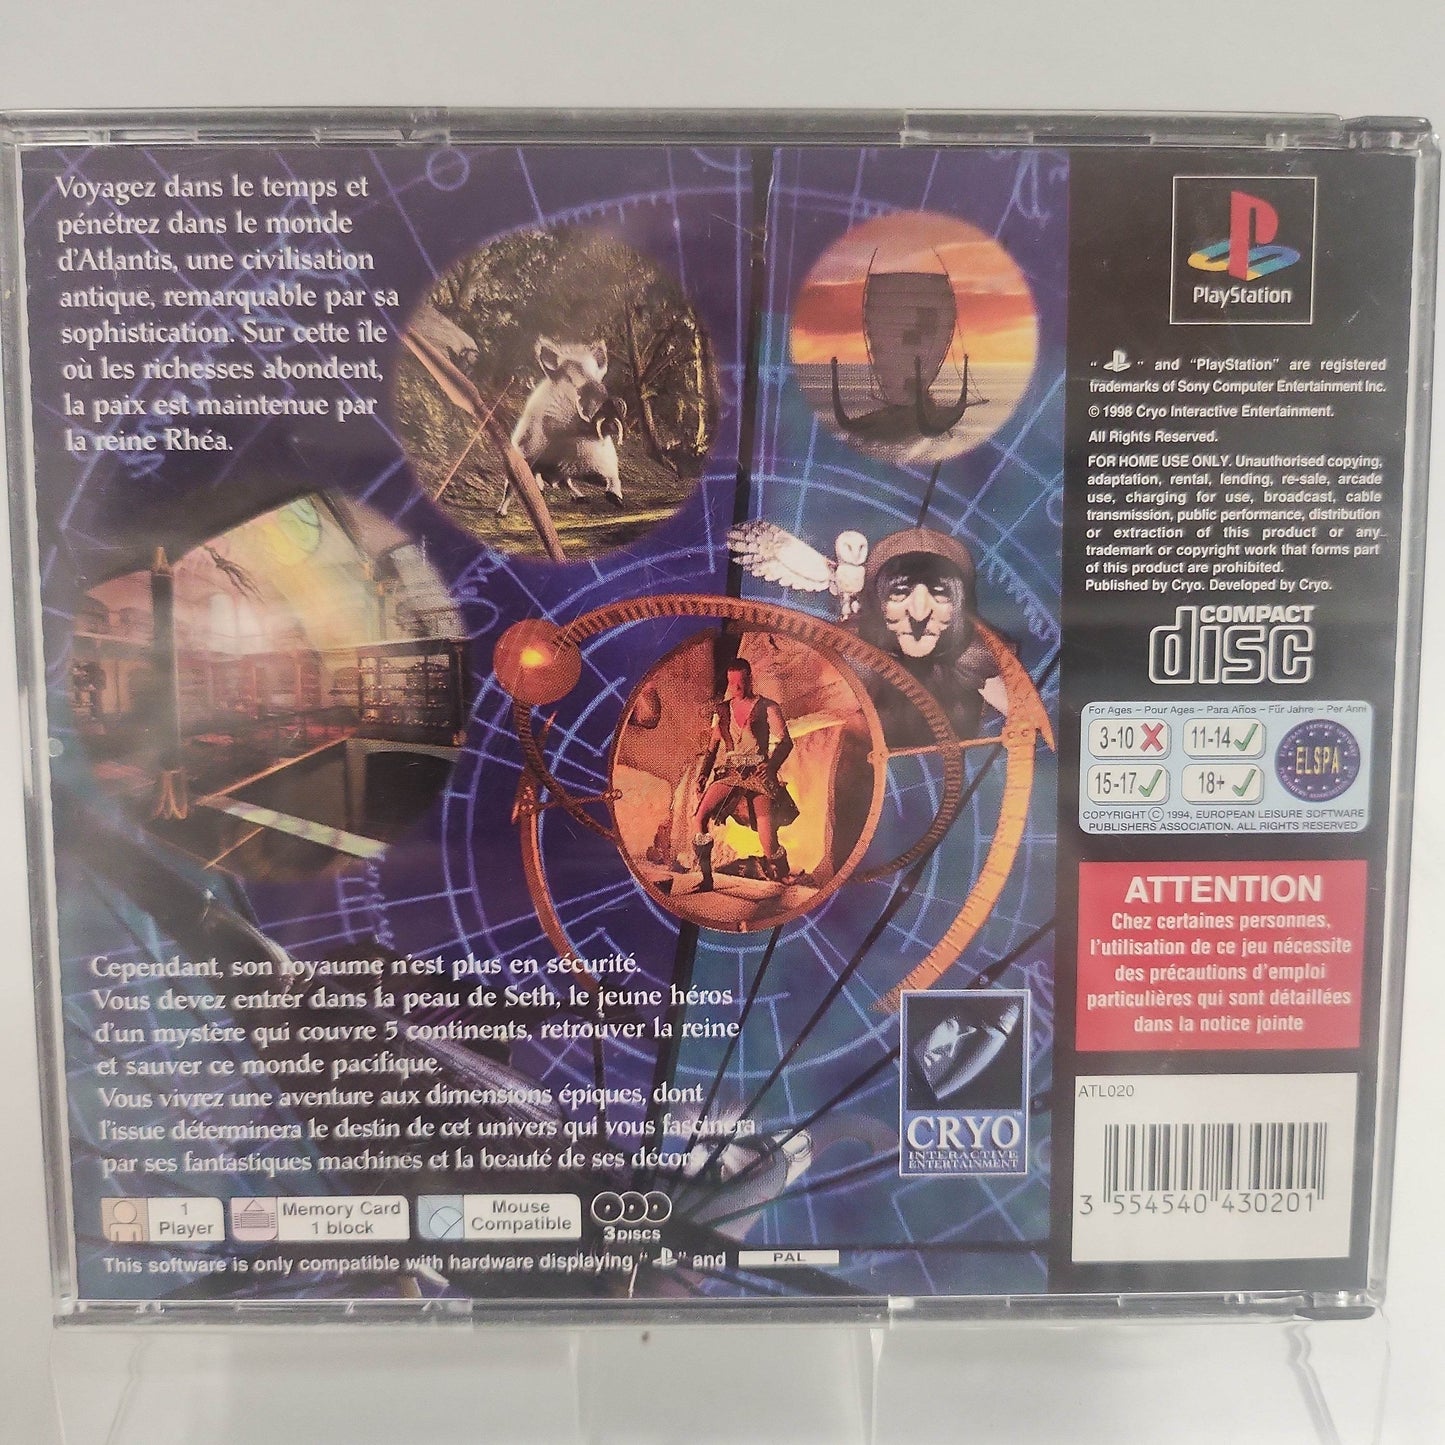 Voyagez dans le temps et
pénétrez dans le monde
d'Atlantis, une civilisation
antique, remarquable par sa
sophistication. Sur cette île
où les richesses abondent,
la paix est maintenue par
la reine Rhéa.
Cependant, son royaume n'est plus en sécurité.
Vous devez entrer dans la peau de Seth, le jeune héros
d'un mystère qui couvre 5 continents, retrouver la reine
et sauver ce monde pacifique.
Vous vivrez une aventure aux dimensions épiques, dont
l'issue déterminera le destin de cet univers qui vous fascinera
par ses fantastiques machines et la beauté de ses décor
1
Player
Memory Card
1 block
Mouse
Compatible
3 DISCS
This software is only compatible with hardware displaying " " and PAL
CRYO
INTERACTIVE
ENTERTAINMENT
PlayStation
" " and "PlayStation" are registered
trademarks of Sony Computer Entertainment Inc.
© 1998 Cryo Interactive Entertainment.
All Rights Reserved.
FOR HOME USE ONLY. Unauthorised copying,
adaptation, rental, lending, re-sale, arcade
use, charging for use, broadcast, cable
transmission, public performance, distribution
or extraction of this product or any
trademark or copyright work that forms part
of this product are prohibited.
Published by Cryo. Developed by Cryo.
COMPACT
disc
For Ages ~ Pour Ages ~ Para Años ~ Für Jahre ~ Per Anni
3-10 11-14
15-17 18+
ELSPA
COPYRIGHT © 1994, EUROPEAN LEISURE SOFTWARE
PUBLISHERS ASSOCIATION. ALL RIGHTS RESERVED
ATTENTION
Chez certaines personnes,
l'utilisation de ce jeu nécessite
des précautions d'emploi
particulières qui sont détaillées
dans la notice jointe
ATL020
3 554540 430201